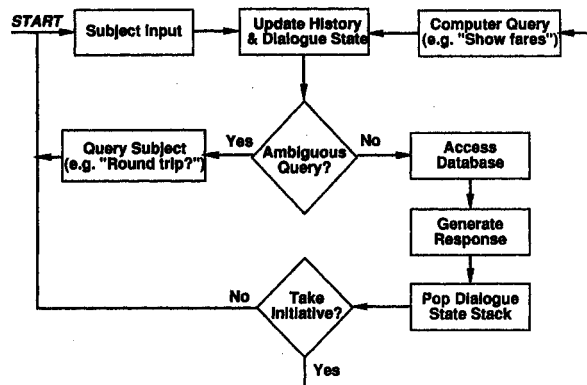 START
Subject Input
Update History
& Dialogue State
Computer Query
(e.g. "Show fares")
Query Subject
(e.g. "Round trip?")
Yes
Ambiguous
Query?
No
Access
Database
Generate
Response
No
Take
Initiative?
Pop Dialogue
State Stack
Yes